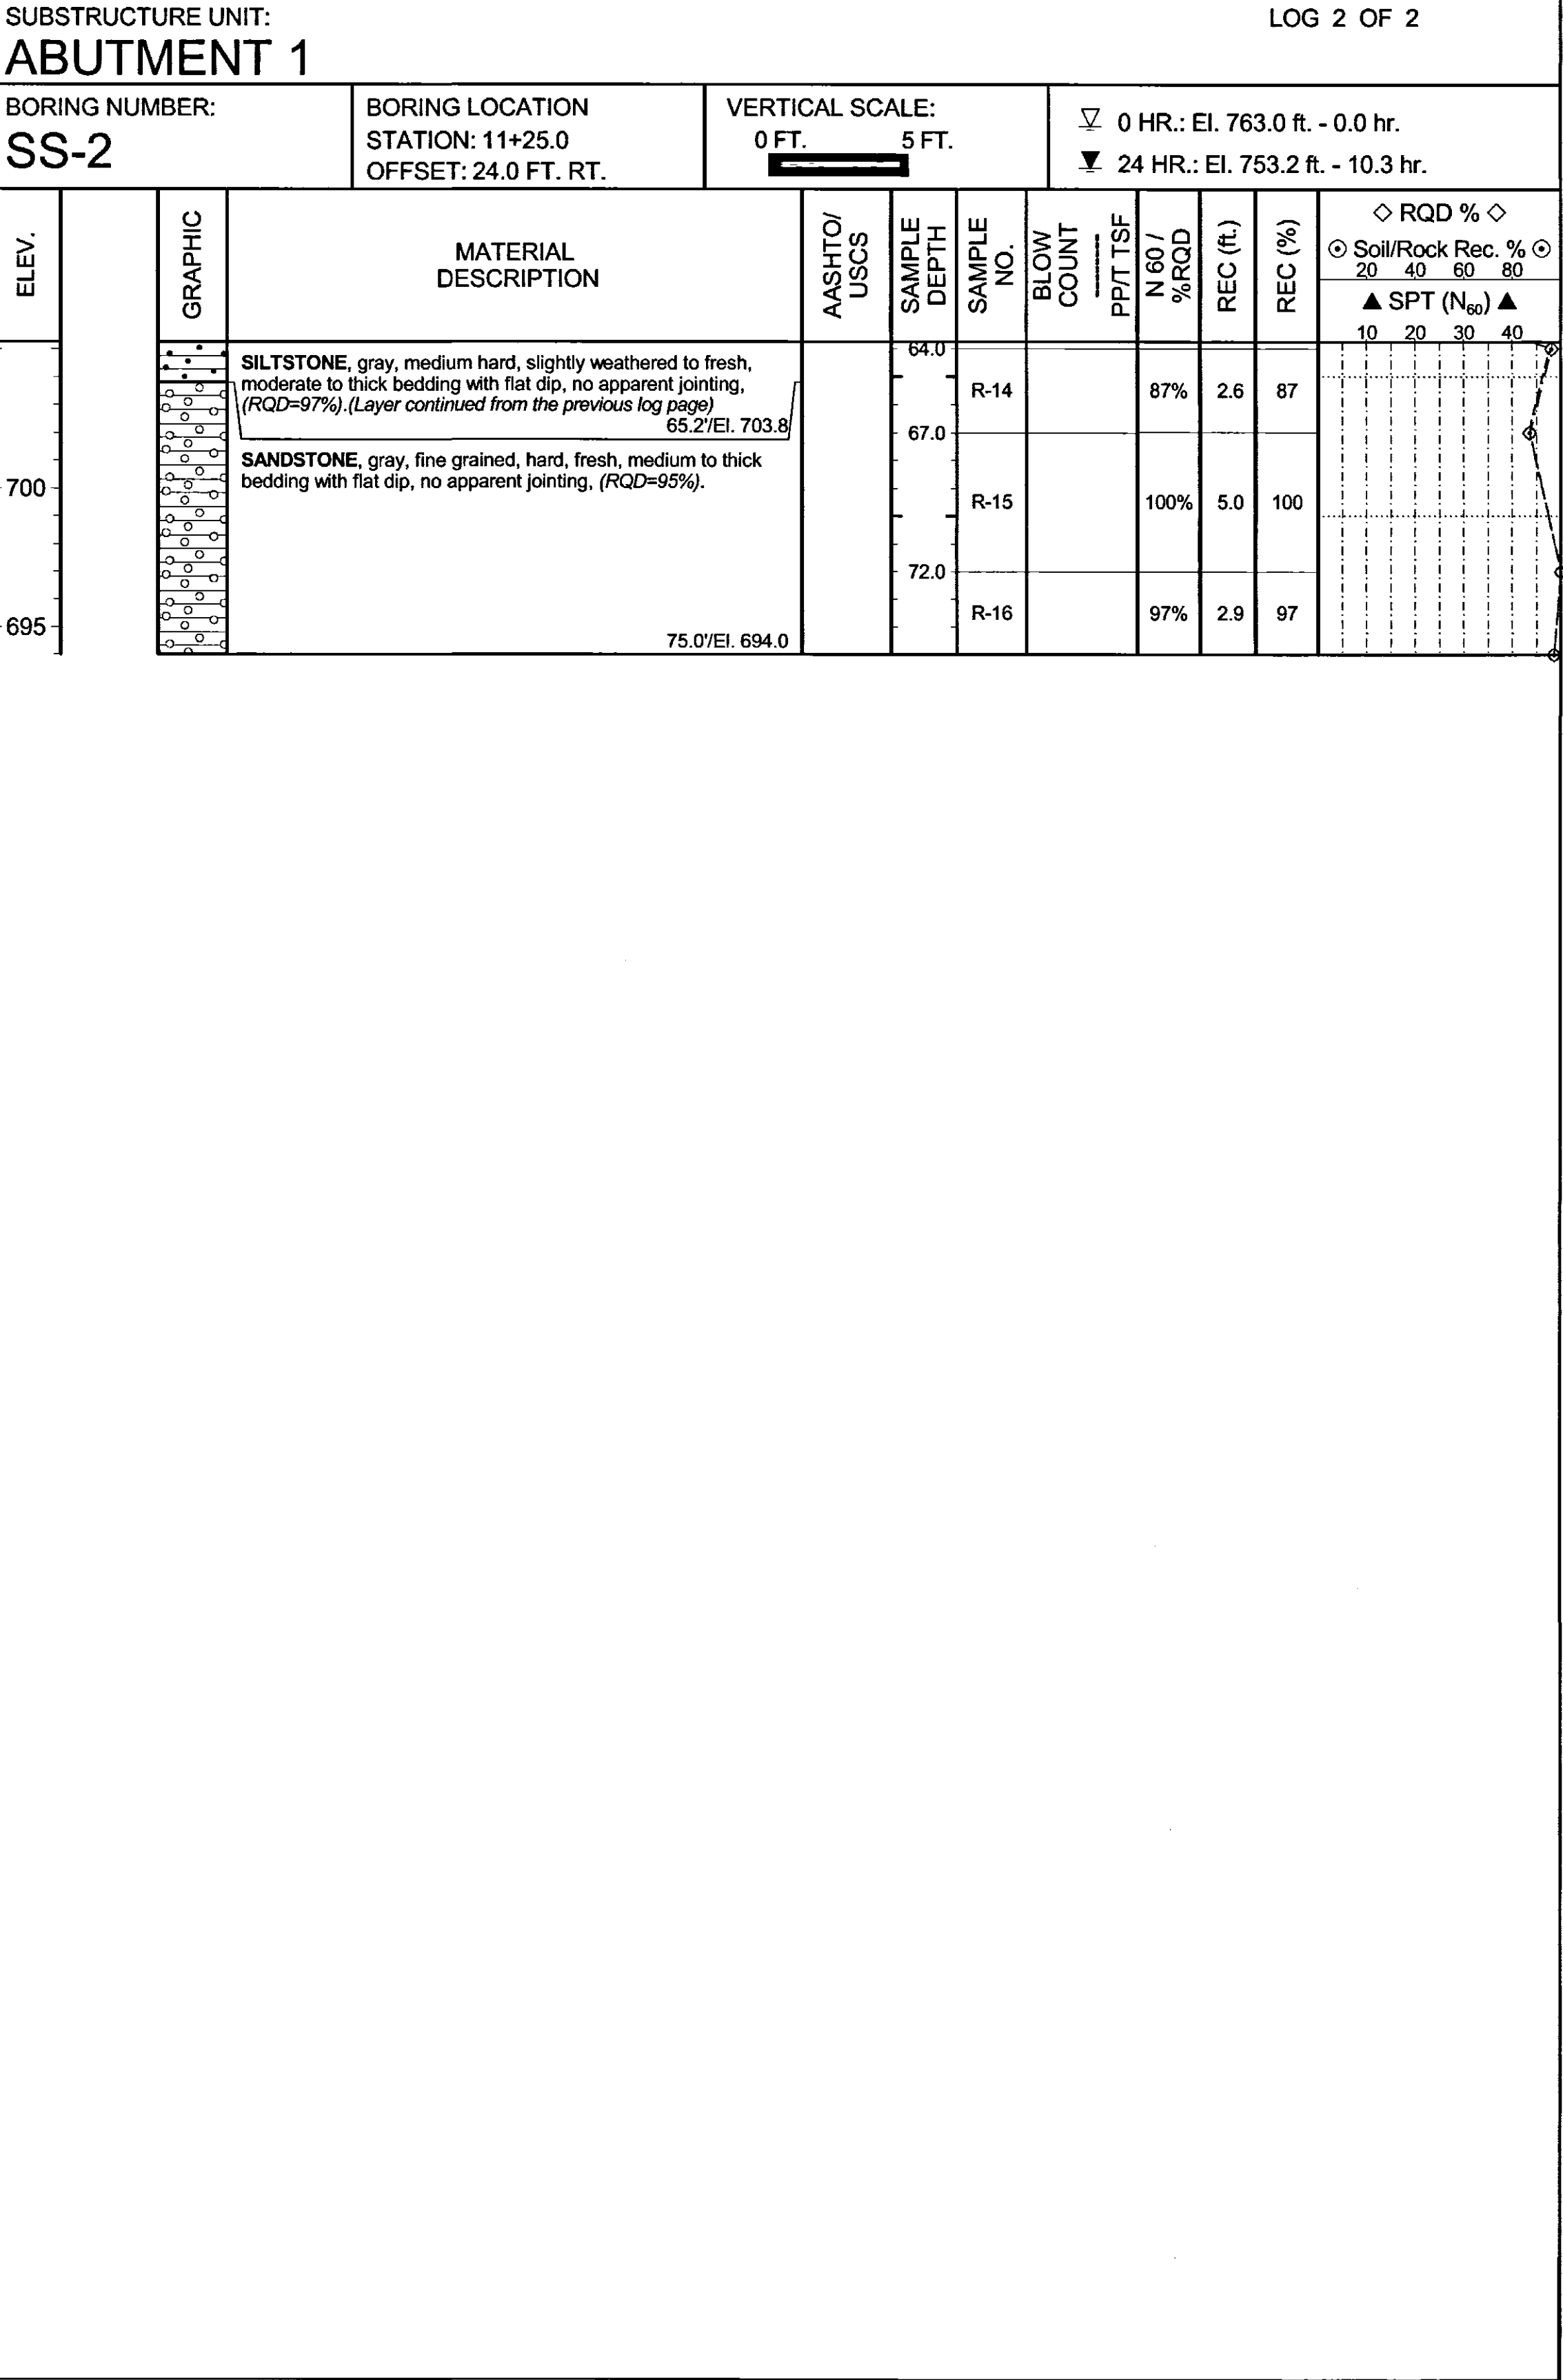 SUBSTRUCTURE UNIT:
LOG 2 OF 2
ABUTMENT 1
BORING NUMBER:
SS-2
BORING LOCATION
STATION: 11+25.0
OFFSET: 24.0 FT. RT.
VERTICAL SCALE:
0 FT. 5 FT.
0 HR.: El. 763.0 ft. - 0.0 hr.
24 HR.: El. 753.2 ft. - 10.3 hr.
ELEV.
GRAPHIC
MATERIAL
DESCRIPTION
AASHTO/
USCS
SAMPLE
DEPTH
SAMPLE
NO.
BLOW
COUNT
PP/T TSF
N 60 /
%RQD
REC (ft.)
REC (%)
◇ RQD % ◇
⊙ Soil/Rock Rec. % ⊙
20 40 60 80
▲ SPT (N60) ▲
10 20 30 40
SILTSTONE, gray, medium hard, slightly weathered to fresh,
moderate to thick bedding with flat dip, no apparent jointing,
(RQD=97%).(Layer continued from the previous log page)
65.2'/El. 703.8
SANDSTONE, gray, fine grained, hard, fresh, medium to thick
bedding with flat dip, no apparent jointing, (RQD=95%).
75.0'/El. 694.0
700
695
64.0
R-14 87% 2.6 87
67.0
R-15 100% 5.0 100
72.0
R-16 97% 2.9 97